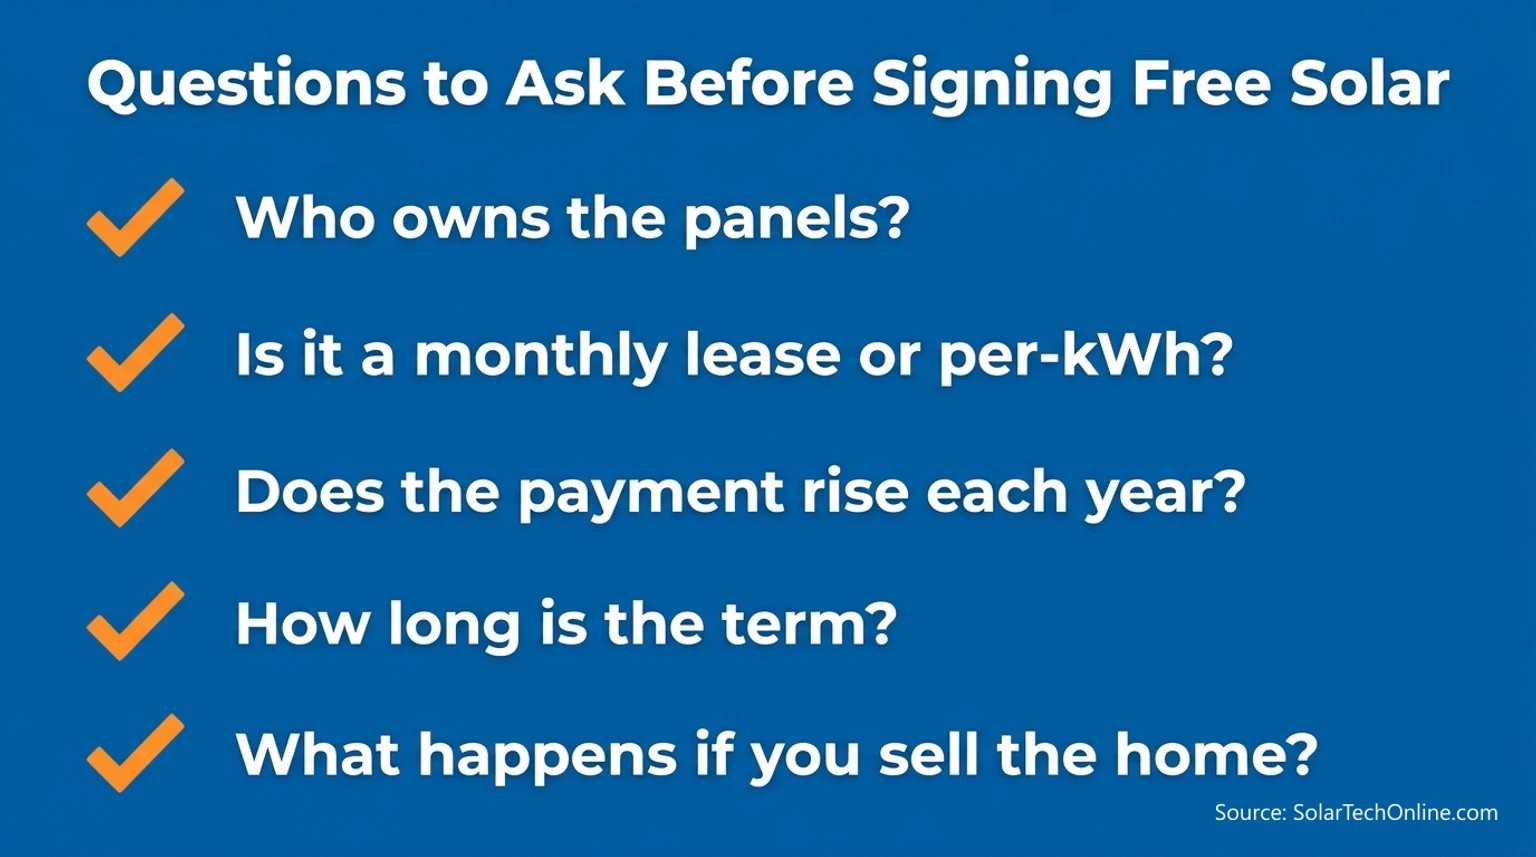 Questions to Ask Before Signing Free Solar
Who owns the panels?
Is it a monthly lease or per-kWh?
Does the payment rise each year?
How long is the term?
What happens if you sell the home?
Source: SolarTechOnline.com